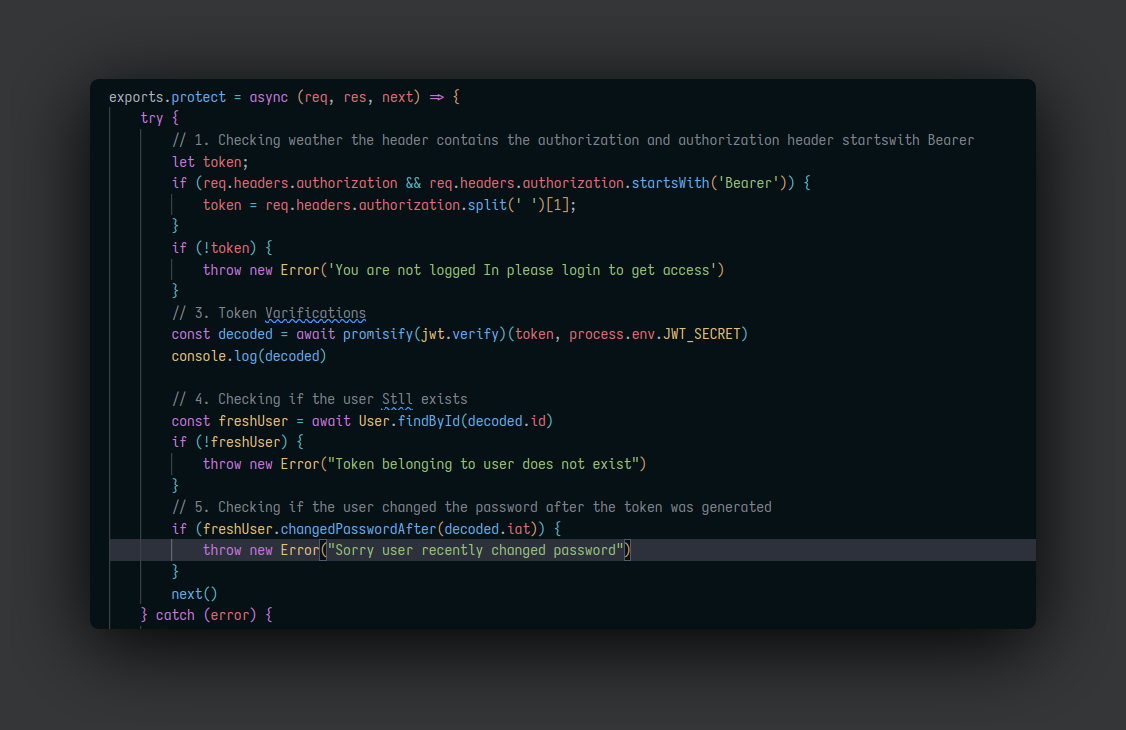 exports.protect = async (req, res, next) => {
try {
// 1. Checking weather the header contains the authorization and authorization header startswith Bearer
let token;
if (req.headers.authorization && req.headers.authorization.startsWith('Bearer')) {
token = req.headers.authorization.split(' ')[1];
}
if (!token) {
throw new Error('You are not logged In please login to get access')
}
// 3. Token Varifications
const decoded = await promisify(jwt.verify)(token, process.env.JWT_SECRET)
console.log(decoded)
// 4. Checking if the user Stll exists
const freshUser = await User.findById(decoded.id)
if (!freshUser) {
throw new Error("Token belonging to user does not exist")
}
// 5. Checking if the user changed the password after the token was generated
if (freshUser.changedPasswordAfter(decoded.iat)) {
throw new Error("Sorry user recently changed password")
}
next()
} catch (error) {